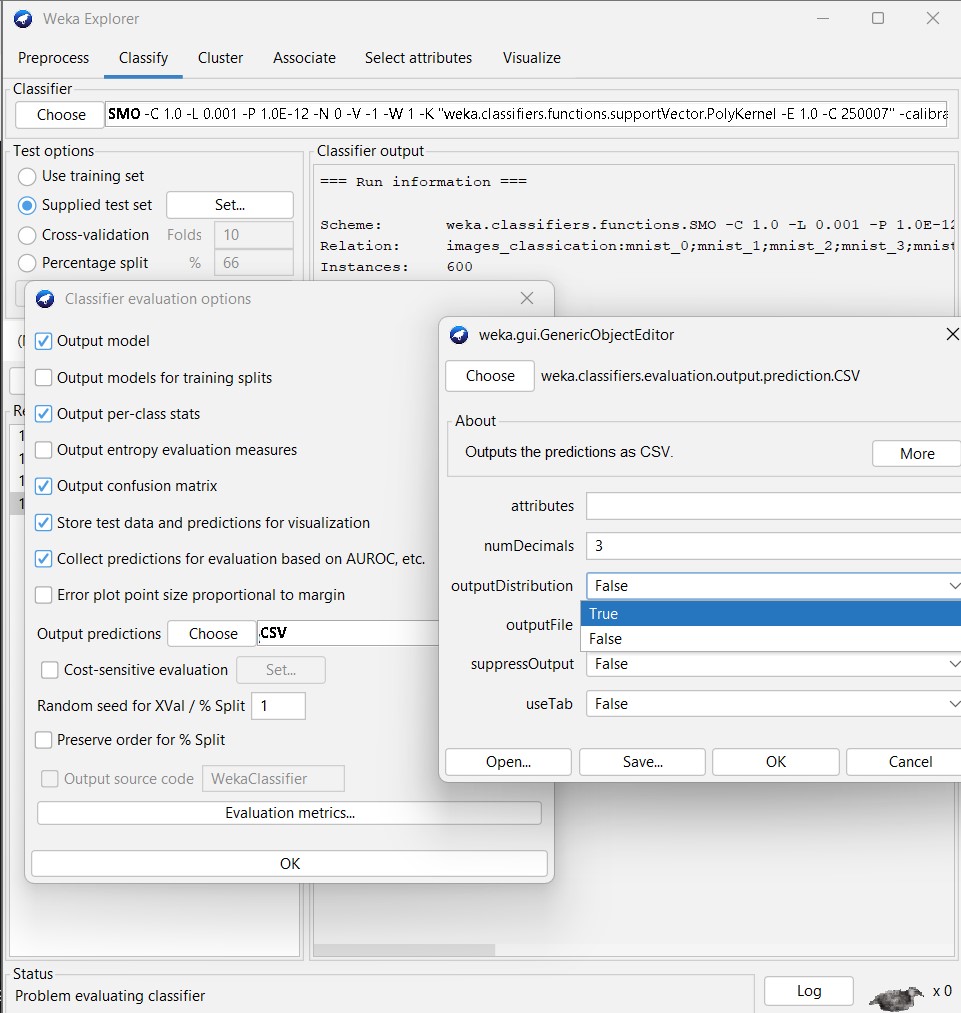 Weka Explorer
Preprocess Classify Cluster Associate Select attributes Visualize
Classifier
Choose SMO -C 1.0 -L 0.001 -P 1.0E-12 -N 0 -V -1 -W 1 -K "weka.classifiers.functions.supportVector.PolyKernel -E 1.0 -C 250007" -calibra
Test options
Use training set
Supplied test set Set...
Cross-validation Folds 10
Percentage split % 66
Classifier output
=== Run information ===
Scheme: weka.classifiers.functions.SMO -C 1.0 -L 0.001 -P 1.0E-12
Relation: images_classication:mnist_0;mnist_1;mnist_2;mnist_3;mnist
Instances: 600
Classifier evaluation options
Output model
Output models for training splits
Output per-class stats
Output entropy evaluation measures
Output confusion matrix
Store test data and predictions for visualization
Collect predictions for evaluation based on AUROC, etc.
Error plot point size proportional to margin
Output predictions Choose CSV
Cost-sensitive evaluation Set...
Random seed for XVal / % Split 1
Preserve order for % Split
Output source code WekaClassifier
Evaluation metrics...
OK
weka.gui.GenericObjectEditor
Choose weka.classifiers.evaluation.output.prediction.CSV
About
Outputs the predictions as CSV.
More
attributes
numDecimals 3
outputDistribution False
True
outputFile
False
suppressOutput False
useTab False
Open... Save... OK Cancel
Re
1
1
1
1
Status
Problem evaluating classifier
Log x 0